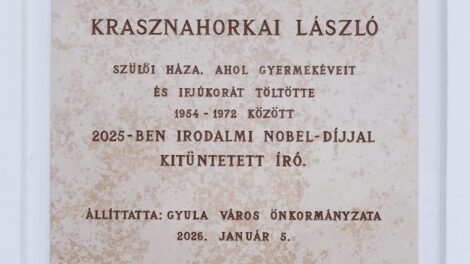 KRASZNAHORKAI LÁSZLÓ
SZÜLŐI HÁZA, AHOL GYERMEKÉVEIT
ÉS IFJÚKORÁT TÖLTÖTTE
1954-1972 KÖZÖTT
2025-BEN IRODALMI NOBEL-DÍJJAL
KITÜNTETETT ÍRÓ.
ÁLLÍTTATTA: GYULA VÁROS ÖNKORMÁNYZATA
2026. JANUÁR 5.